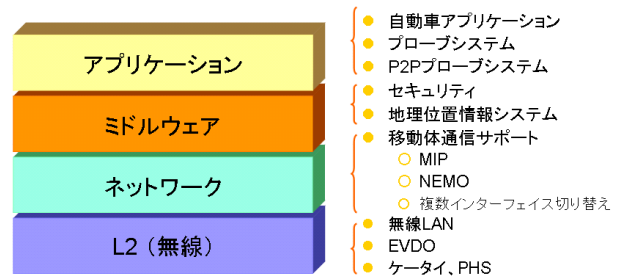 アプリケーション
ミドルウェア
ネットワーク
L2（無線）
自動車アプリケーション
プローブシステム
P2Pプローブシステム
セキュリティ
地理位置情報システム
移動体通信サポート
MIP
NEMO
複数インターフェイス切り替え
無線LAN
EVDO
ケータイ、PHS